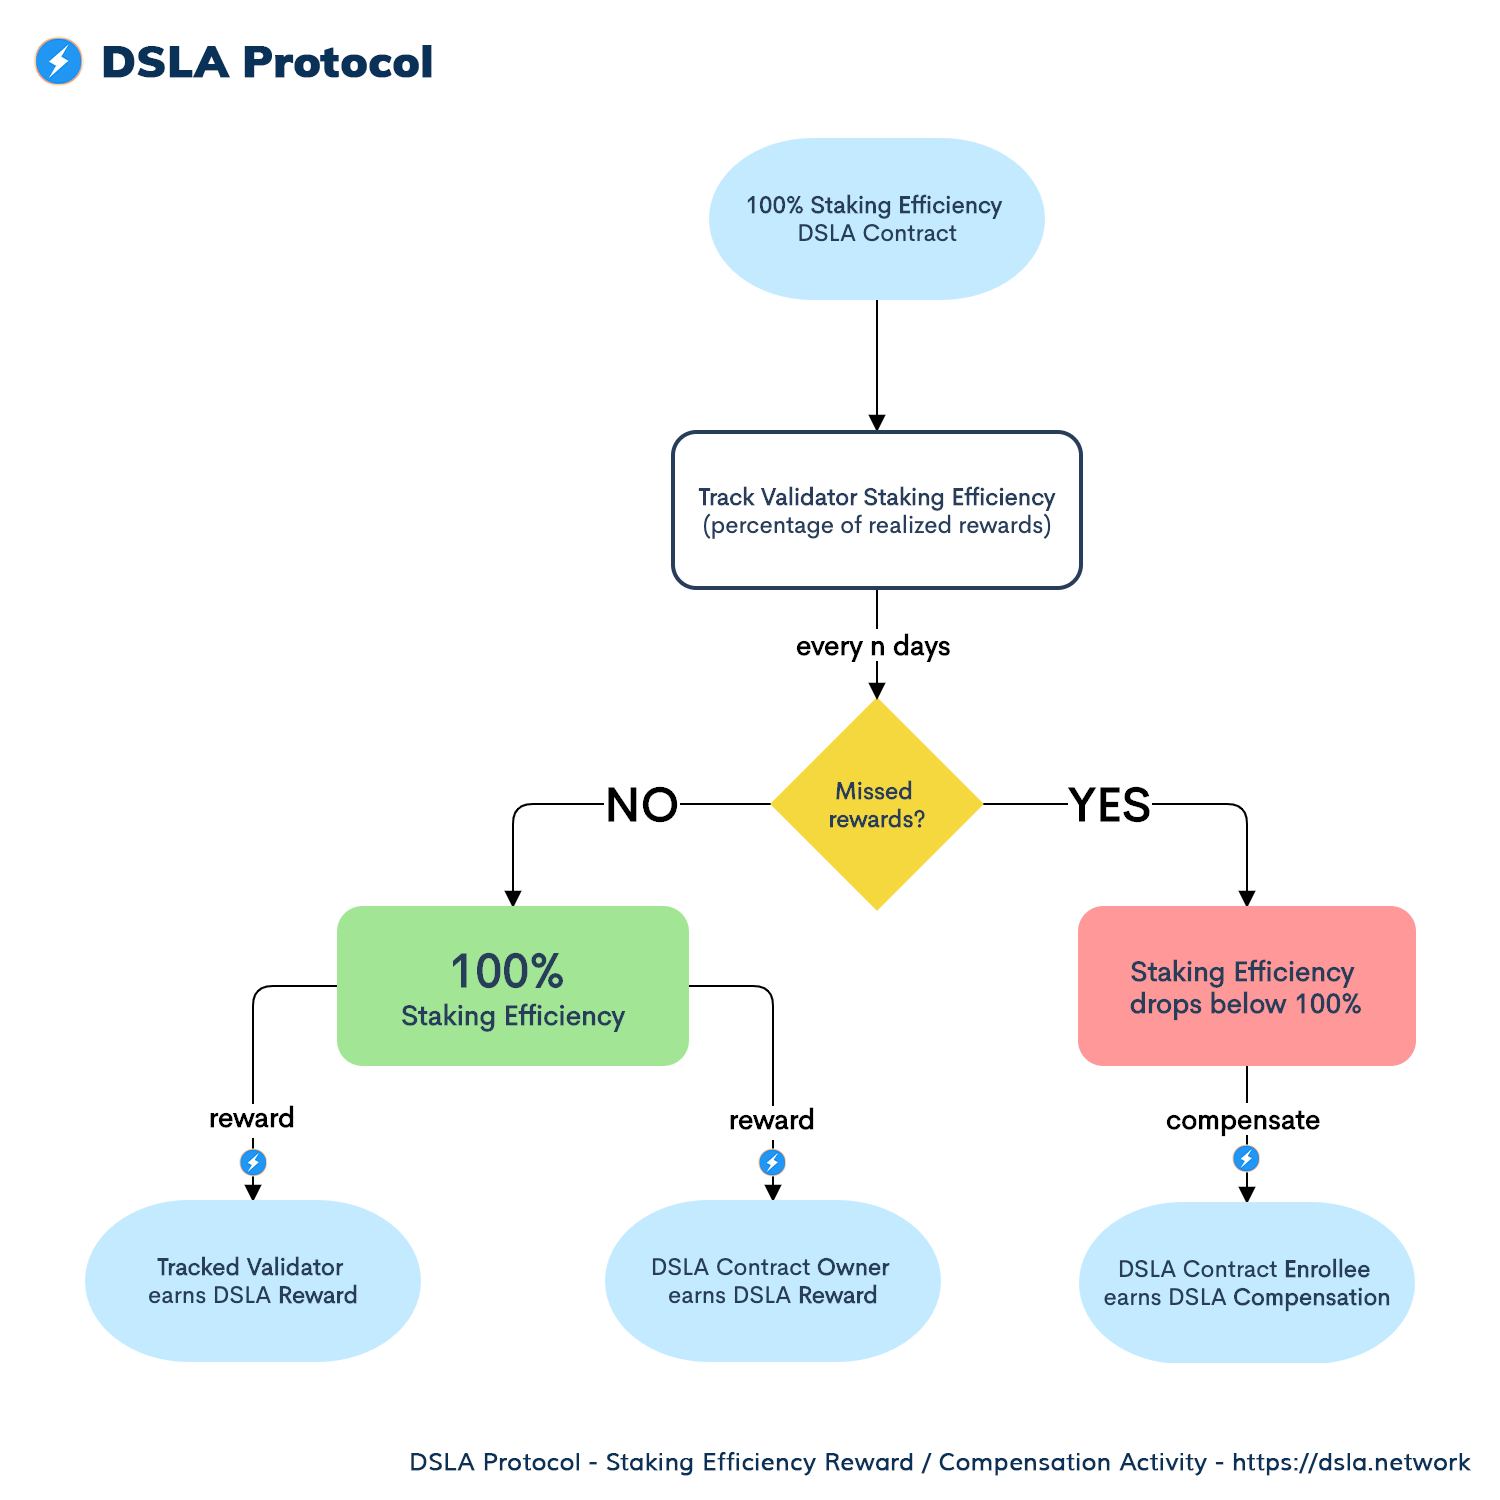 DSLA Protocol
100% Staking Efficiency
DSLA Contract
Track Validator Staking Efficiency
(percentage of realized rewards)
every n days
Missed
rewards?
NO
YES
100%
Staking Efficiency
Staking Efficiency
drops below 100%
reward
reward
compensate
Tracked Validator
earns DSLA Reward
DSLA Contract Owner
earns DSLA Reward
DSLA Contract Enrollee
earns DSLA Compensation
DSLA Protocol - Staking Efficiency Reward / Compensation Activity - https://dsla.network